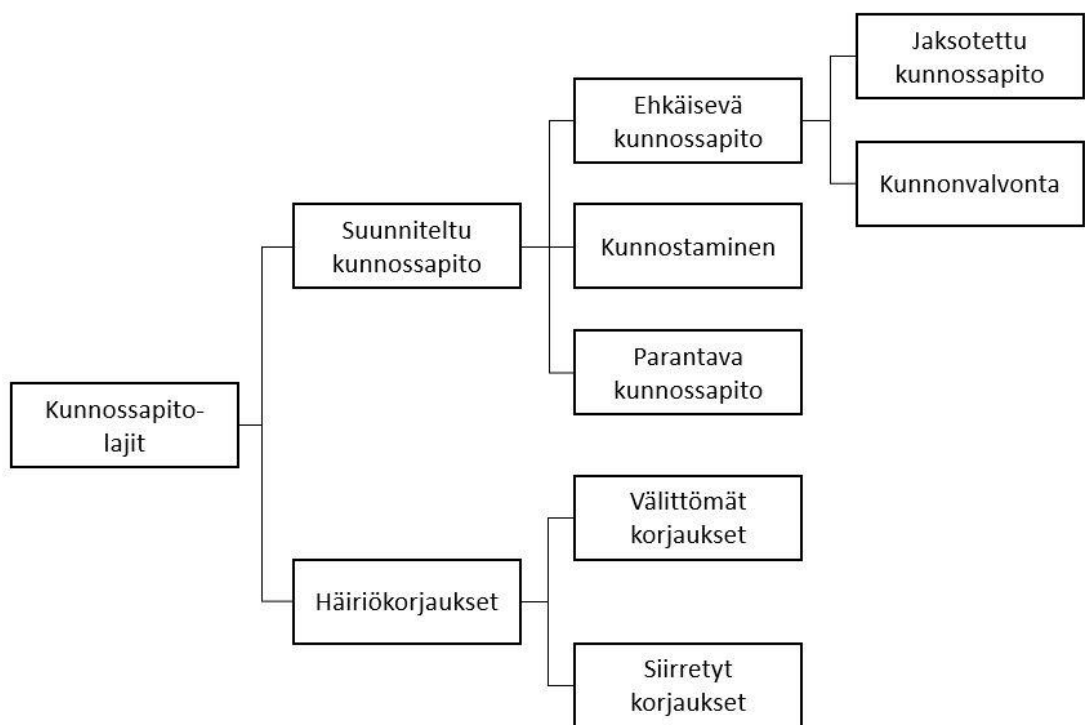 Jaksotettu
kunnossapito
Ehkäisevä
kunnossapito
Kunnonvalvonta
Suunniteltu
kunnossapito
Kunnostaminen
Parantava
kunnossapito
Kunnossapito-
lajit
Välittömät
korjaukset
Häiriökorjaukset
Siirretyt
korjaukset